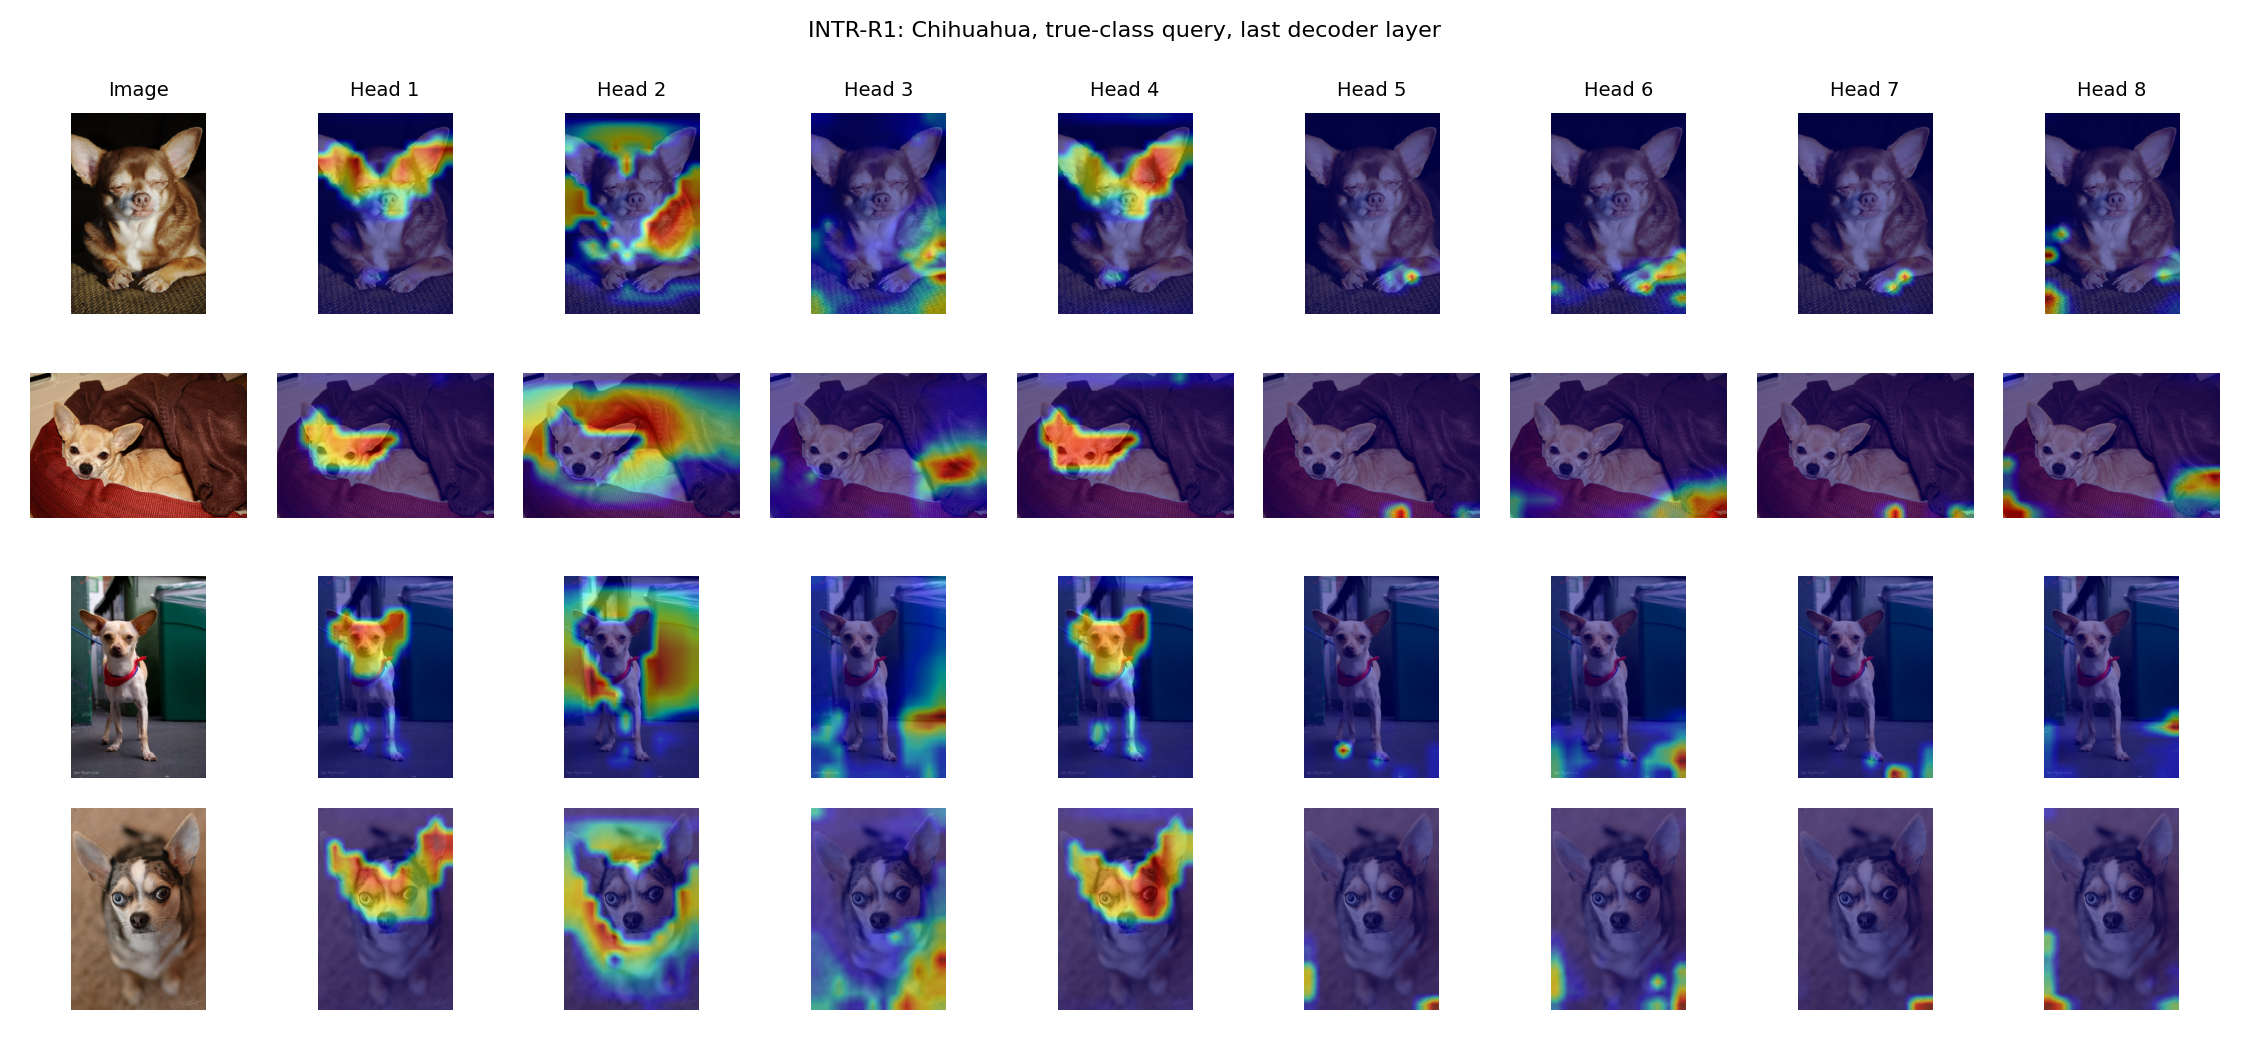 INTR-R1: Chihuahua, true-class query, last decoder layer
Image Head 1 Head 2 Head 3 Head 4 Head 5 Head 6 Head 7 Head 8